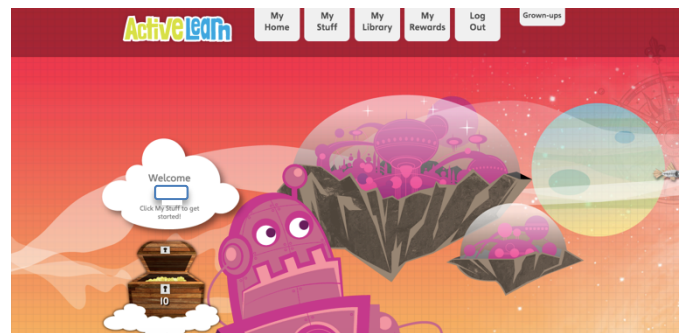 ActiveLearn
My Home
My Stuff
My Library
My Rewards
Log Out
Grown-ups
Welcome
Click My Stuff to get
started!
10